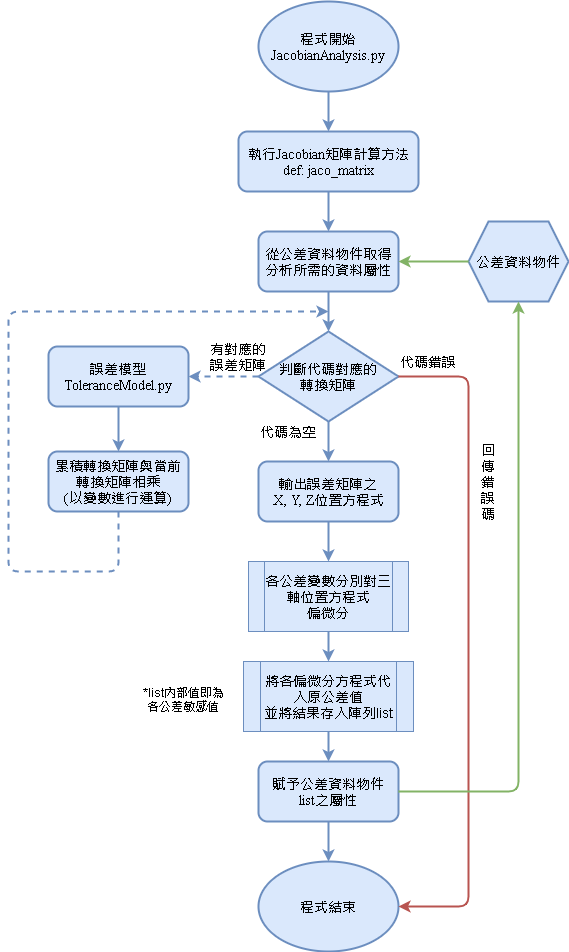 程式開始
JacobianAnalysis.py
執行Jacobian矩陣計算方法
def: jaco_matrix
從公差資料物件取得
分析所需的資料屬性
公差資料物件
有對應的
誤差矩陣
判斷代碼對應的
轉換矩陣
代碼錯誤
誤差模型
ToleranceModel.py
代碼為空
回
傳
錯
誤
碼
累積轉換矩陣與當前
轉換矩陣相乘
(以變數進行運算)
輸出誤差矩陣之
X, Y, Z位置方程式
各公差變數分別對三
軸位置方程式
偏微分
*list內部值即為
各公差敏感值
將各偏微分方程式代
入原公差值
並將結果存入陣列list
賦予公差資料物件
list之屬性
程式結束